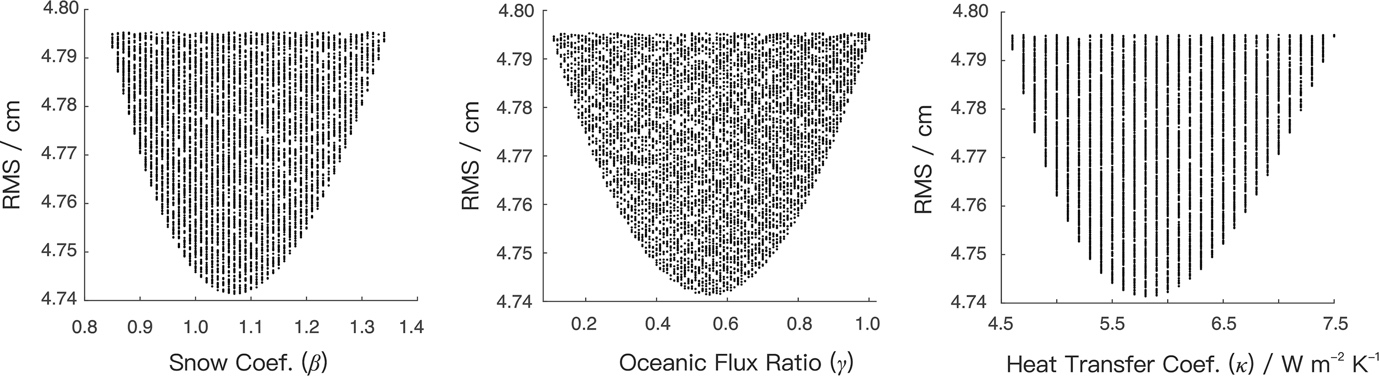 4.80
4.79
4.78
4.77
4.76
4.75
4.74
RMS / cm
0.8 0.9 1.0 1.1 1.2 1.3 1.4
Snow Coef. (β)
4.80
4.79
4.78
4.77
4.76
4.75
4.74
RMS / cm
0.2 0.4 0.6 0.8 1.0
Oceanic Flux Ratio (γ)
4.80
4.79
4.78
4.77
4.76
4.75
4.74
RMS / cm
4.5 5.5 6.5 7.5
Heat Transfer Coef. (κ) / W m⁻² K⁻¹